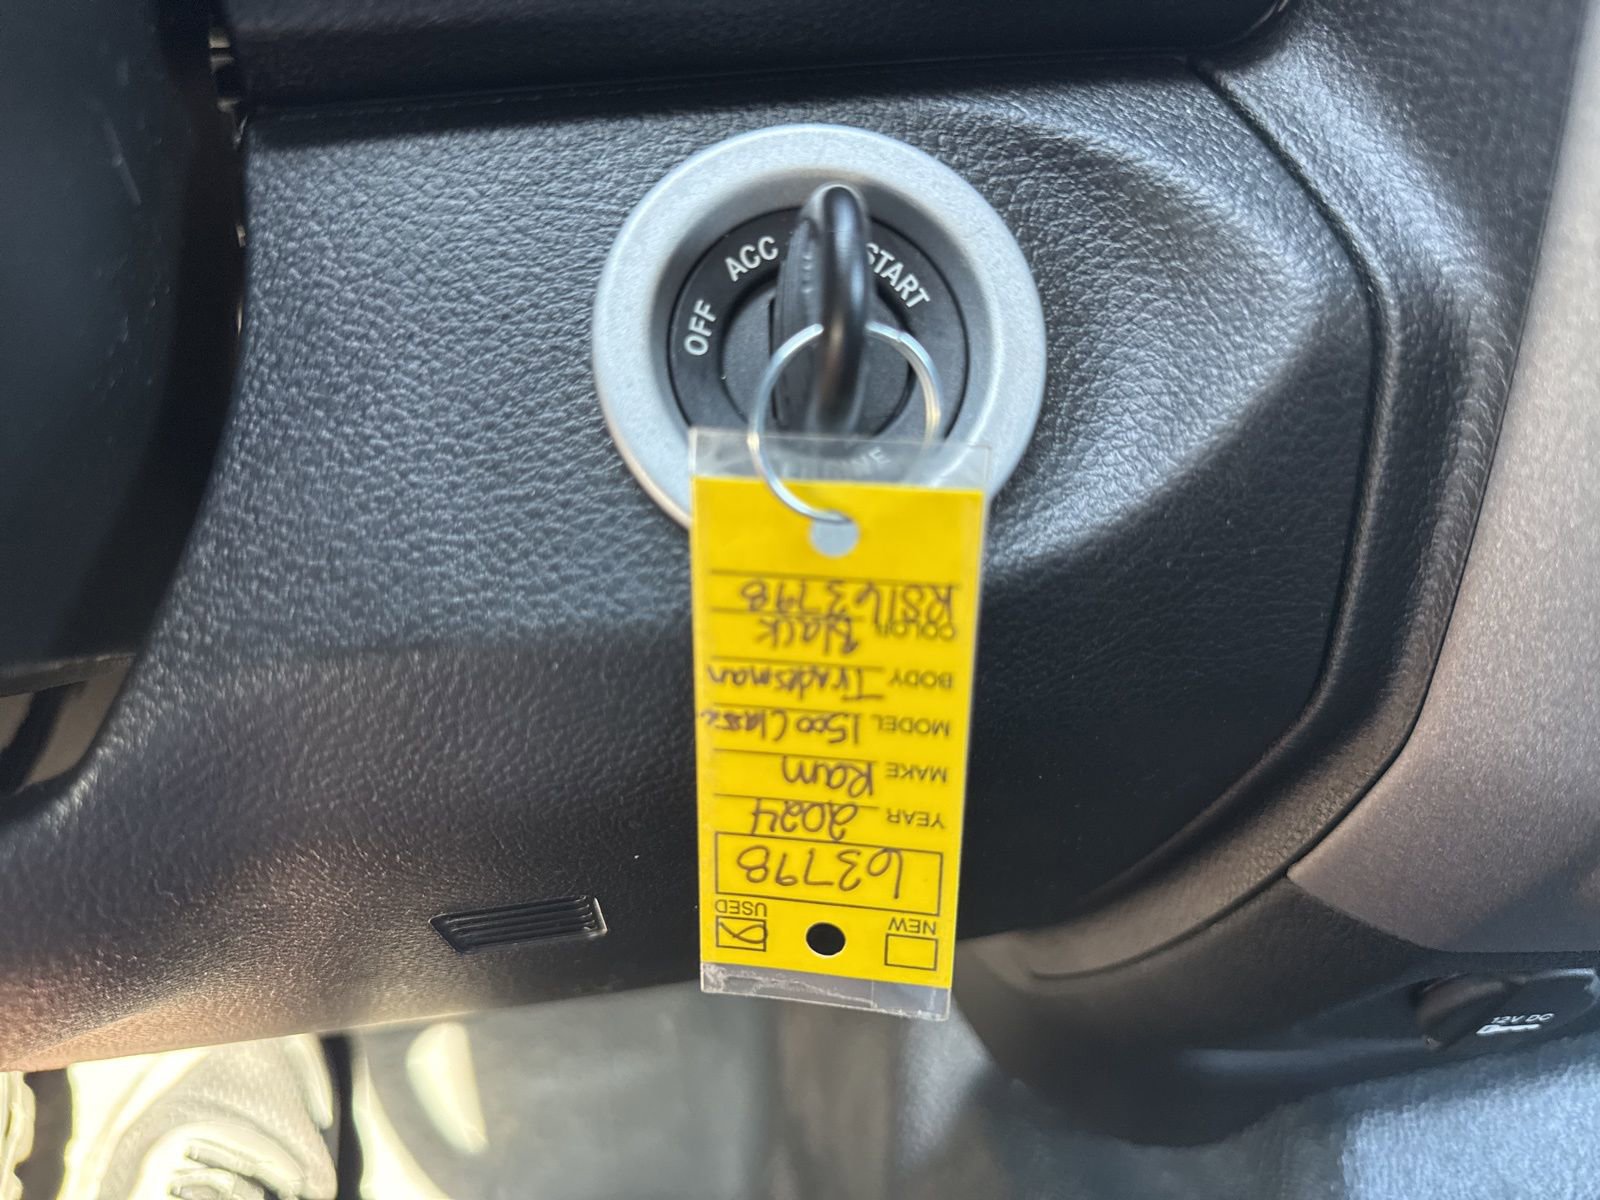 OFF
ACC
START
NEW
USED
63798
YEAR 2024
MAKE Ram
MODEL 1500 Classic
BODY Tradesman
COLOR Black
12V DC